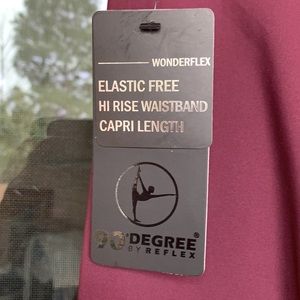 WONDERFLEX
ELASTIC FREE
HI RISE WAISTBAND
CAPRI LENGTH
90°DEGREE®
BY REFLEX